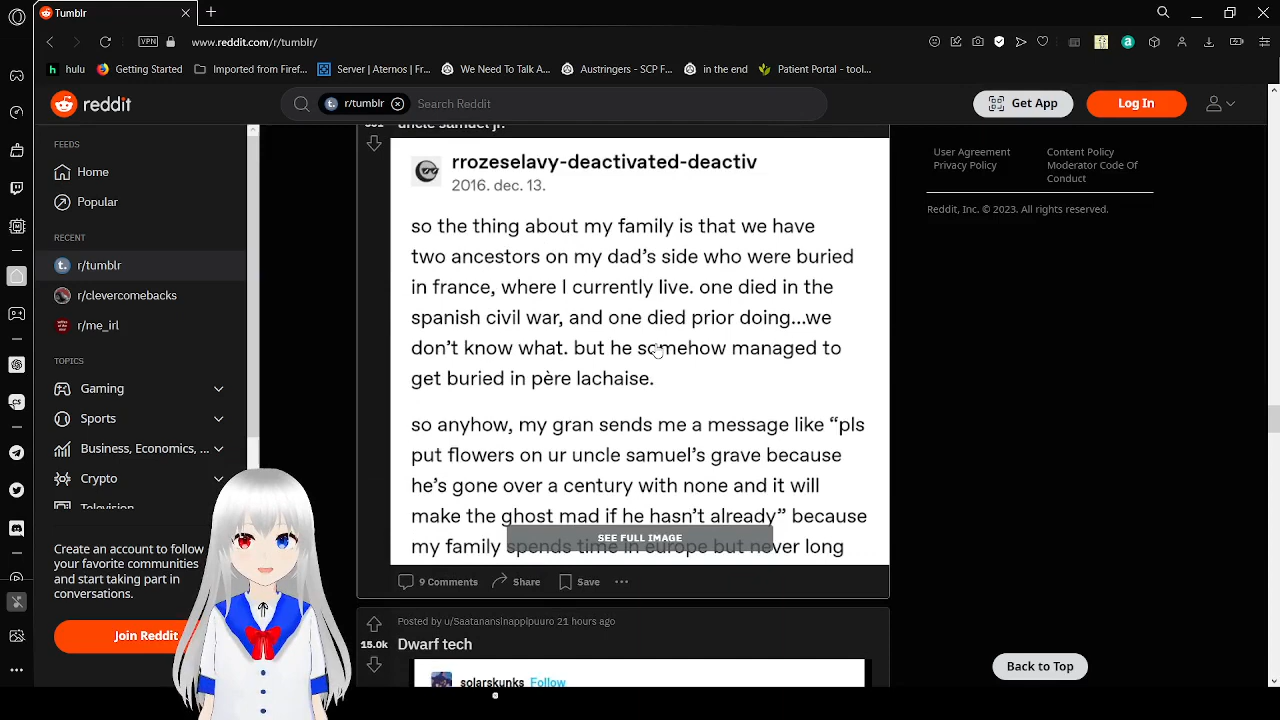 Tumblr
VPN
www.reddit.com/r/tumblr/
hulu
Getting Started
Imported from Firef...
Server | Aternos | Fr...
We Need To Talk A...
Austringers - SCP F...
in the end
Patient Portal - tool...
reddit
r/tumblr
Search Reddit
Get App
Log In
FEEDS
Home
Popular
RECENT
r/tumblr
r/clevercomebacks
r/me_irl
TOPICS
Gaming
Sports
Business, Economics, ...
Crypto
Television
Create an account to follow
your favorite communities
and start taking part in
conversations.
Join Reddit
uncle samuel jr.
rrozeselavy-deactivated-deactiv
2016. dec. 13.
so the thing about my family is that we have
two ancestors on my dad's side who were buried
in france, where I currently live. one died in the
spanish civil war, and one died prior doing...we
don't know what. but he somehow managed to
get buried in père lachaise.
so anyhow, my gran sends me a message like “pls
put flowers on ur uncle samuel's grave because
he's gone over a century with none and it will
make the ghost mad if he hasn't already” because
my family spends time in europe but never long
SEE FULL IMAGE
9 Comments
Share
Save
Posted by u/Saatanansinappipuuro 21 hours ago
15.0k
Dwarf tech
solarskunks Follow
User Agreement
Privacy Policy
Content Policy
Moderator Code Of
Conduct
Reddit, Inc. © 2023. All rights reserved.
Back to Top